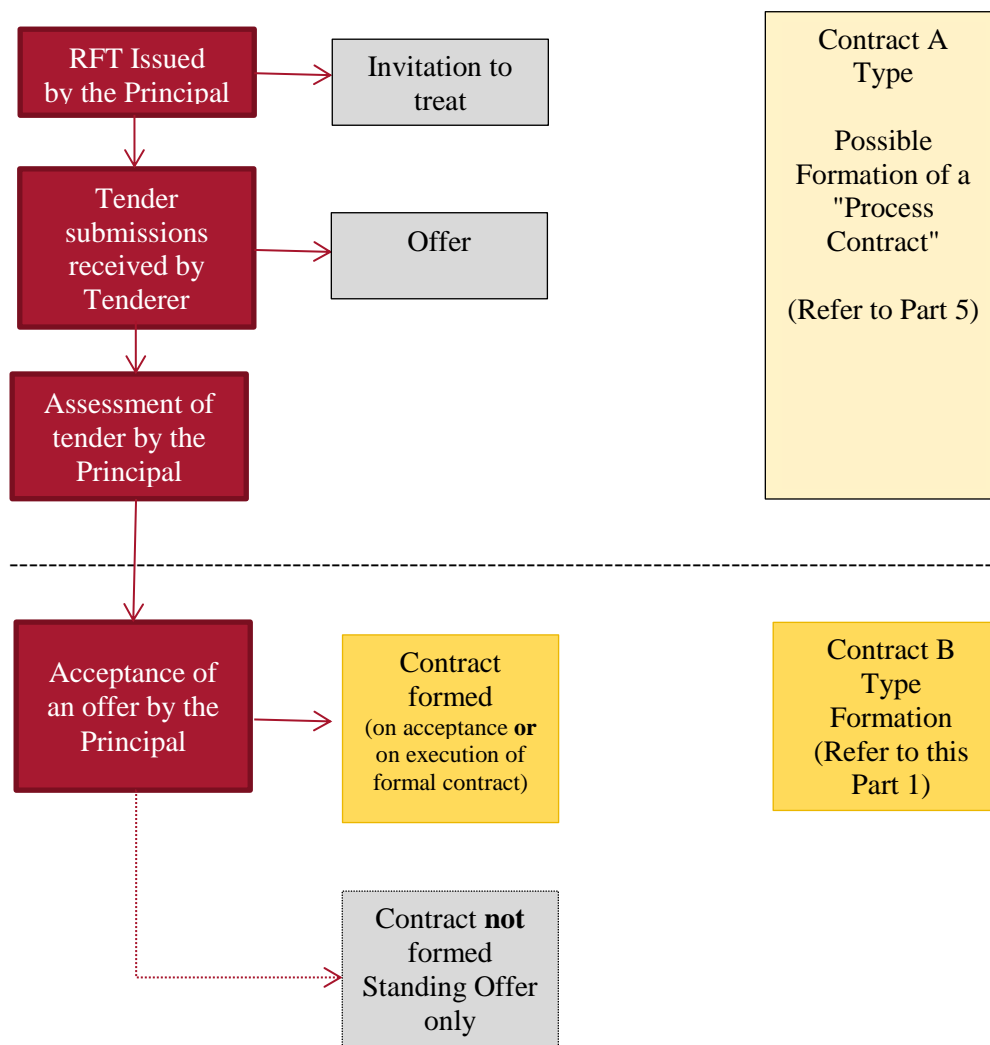 RFT Issued
by the Principal
Invitation to
treat
Contract A
Type
Possible
Formation of a
"Process
Contract"
(Refer to Part 5)
Tender
submissions
received by
Tenderer
Offer
Assessment of
tender by the
Principal
Acceptance of
an offer by the
Principal
Contract
formed
(on acceptance or
on execution of
formal contract)
Contract B
Type
Formation
(Refer to this
Part 1)
Contract not
formed
Standing Offer
only